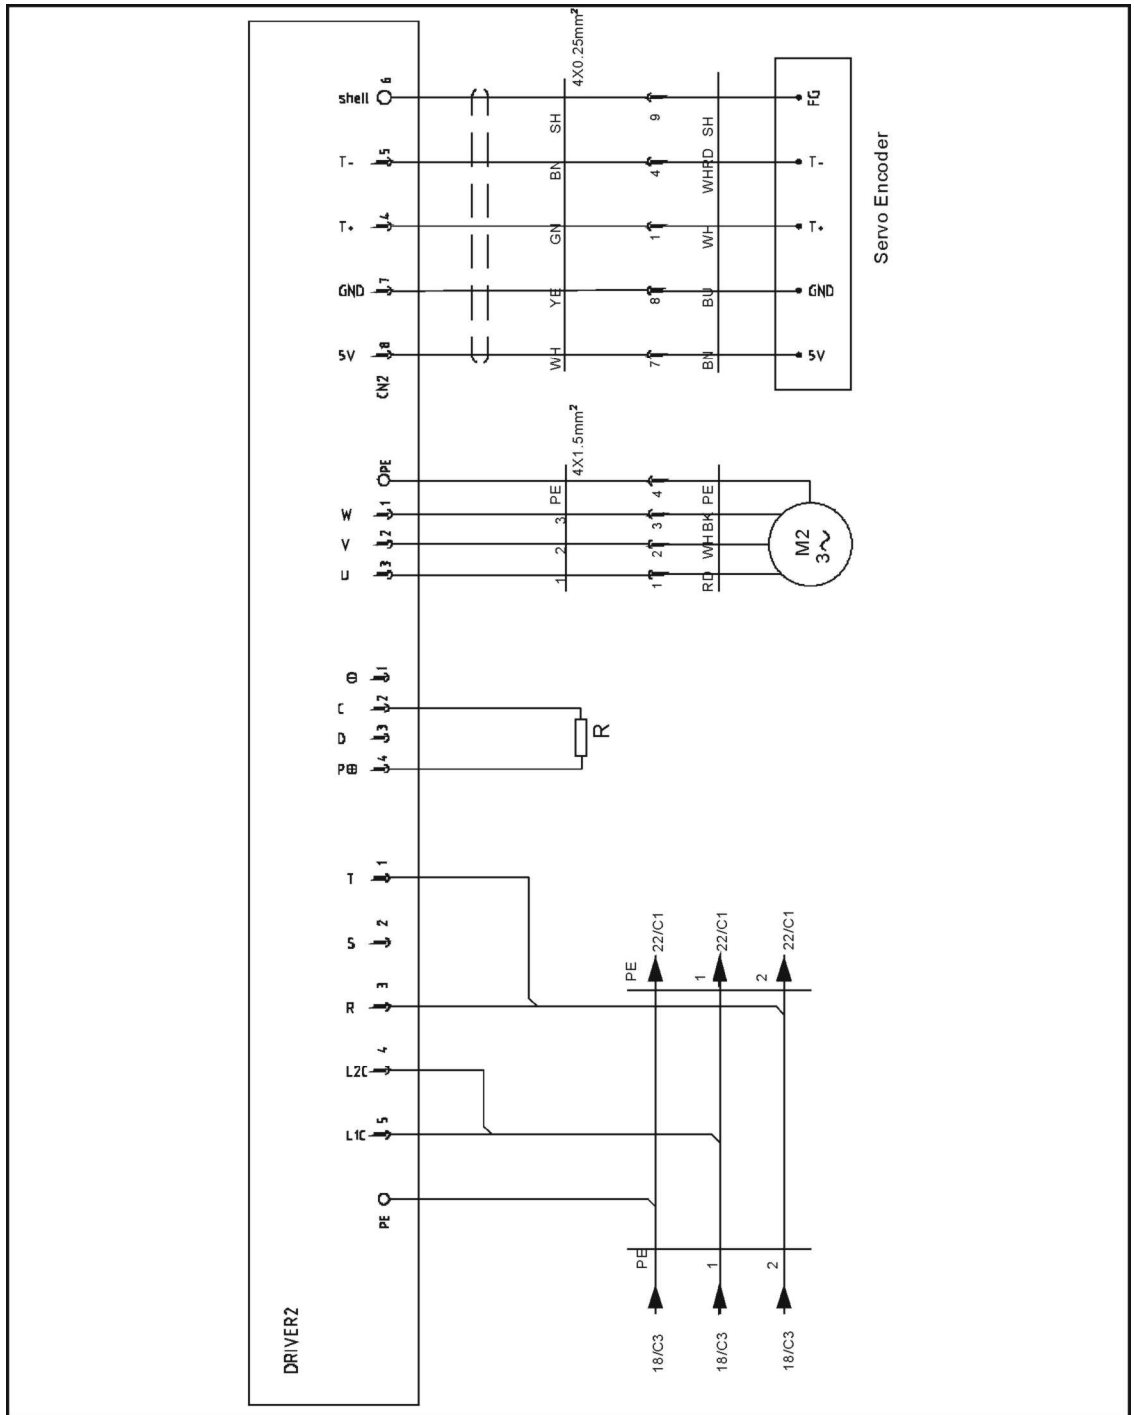 4X0.25mm²
shell 6 SH 9 SH FG
T- 5 BN 4 WHRD T-
T+ 4 GN 1 WH T+
GND 7 YE 8 BU GND
5V 8 WH 7 BN 5V
CN2
Servo Encoder
4X1.5mm²
PE PE 4 PE
W 1 3 3 BK
V 2 2 2 WH
U 3 1 1 RD
M2
3~
⊖ 1
C 2
D 3
P⊕ 4
R
T 1
S 2
R 3
L2C 4
L1C 5
PE
PE 1 2
22/C1 22/C1 22/C1
PE 1 2
18/C3 18/C3 18/C3
DRIVER2